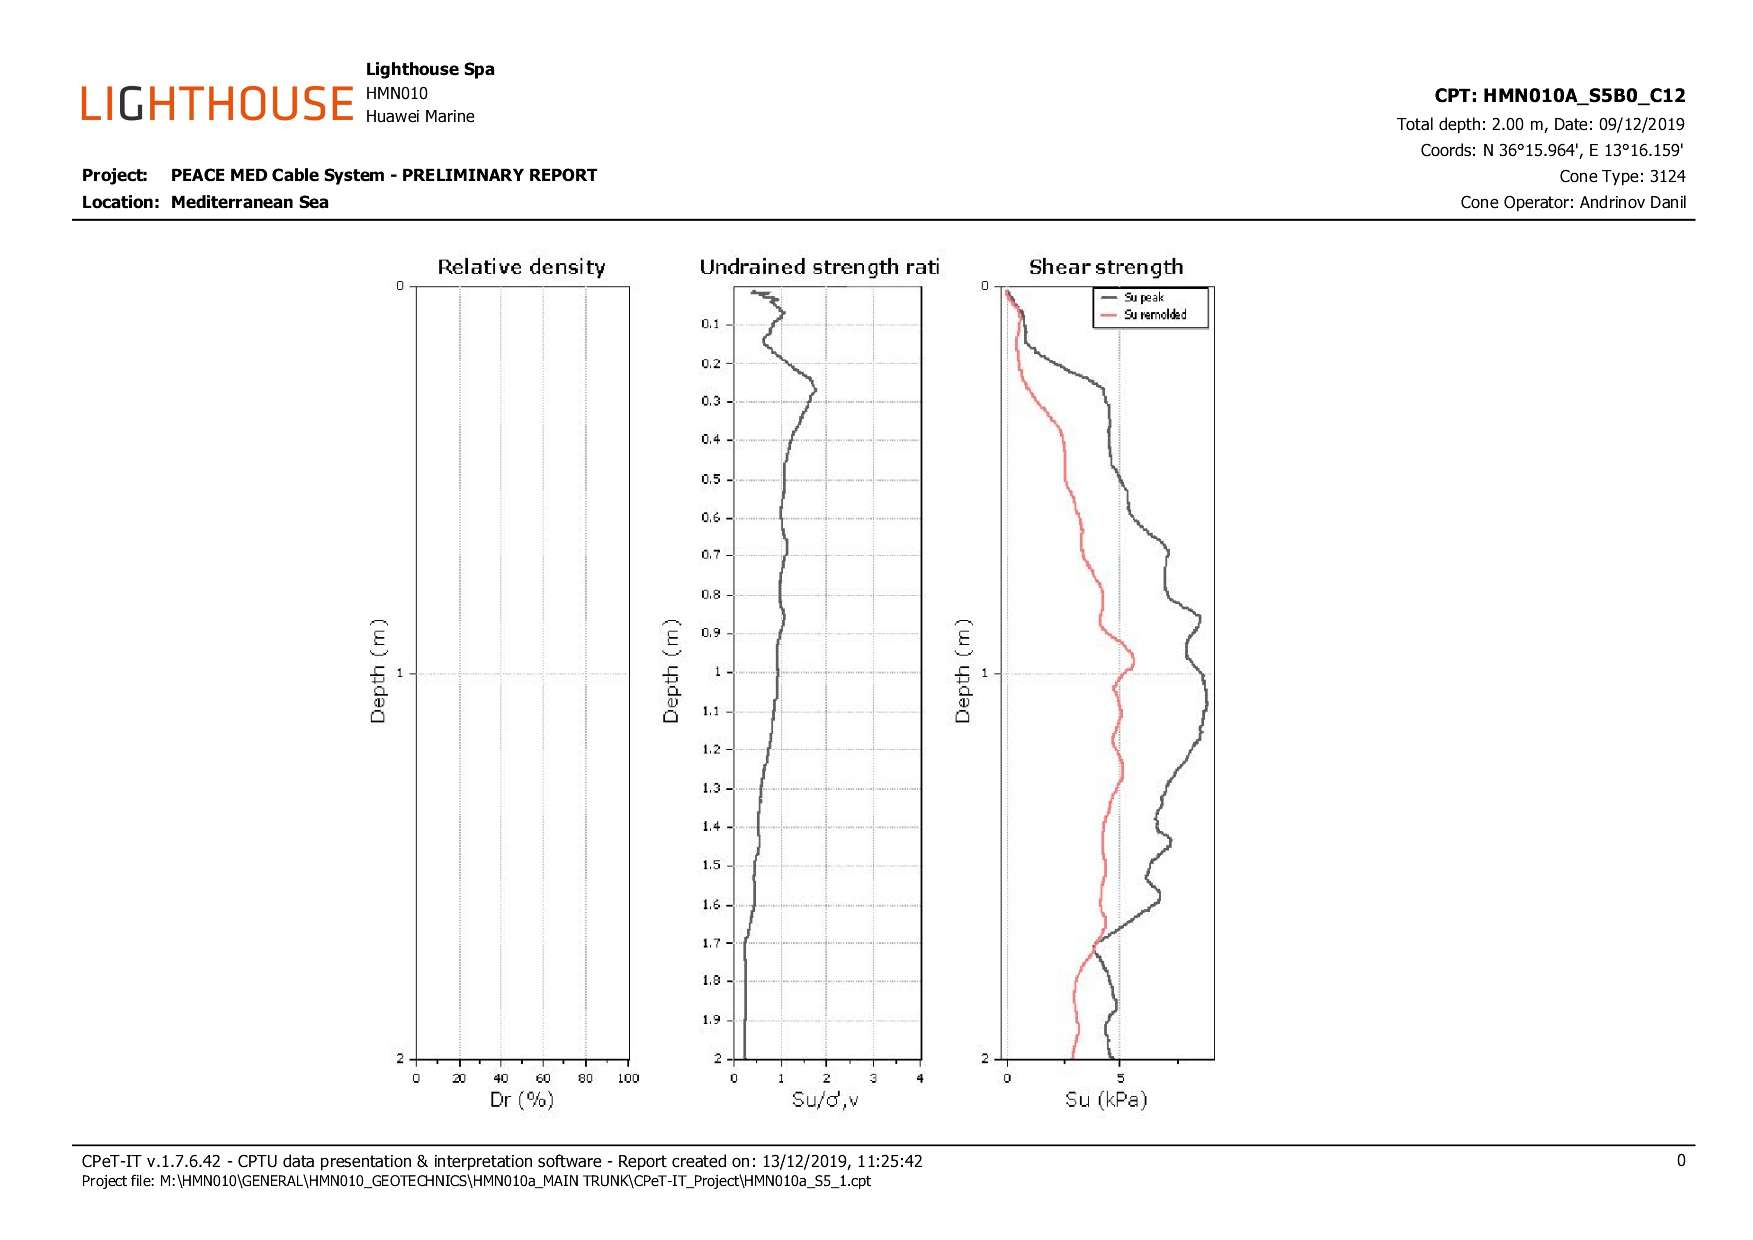 LIGHTHOUSE
Lighthouse Spa
HMN010
Huawei Marine
CPT: HMN010A_S5B0_C12
Total depth: 2.00 m, Date: 09/12/2019
Coords: N 36°15.964', E 13°16.159'
Cone Type: 3124
Cone Operator: Andrinov Danil
Project: PEACE MED Cable System - PRELIMINARY REPORT
Location: Mediterranean Sea
Relative density
0
1
2
Depth (m)
0 20 40 60 80 100
Dr (%)
Undrained strength rati
0.1
0.2
0.3
0.4
0.5
0.6
0.7
0.8
0.9
1
1.1
1.2
1.3
1.4
1.5
1.6
1.7
1.8
1.9
2
Depth (m)
0 1 2 3 4
Su/σ',v
Shear strength
Su peak
Su remolded
0
1
2
Depth (m)
0 5
Su (kPa)
CPeT-IT v.1.7.6.42 - CPTU data presentation & interpretation software - Report created on: 13/12/2019, 11:25:42
0
Project file: M:\HMN010\GENERAL\HMN010_GEOTECHNICS\HMN010a_MAIN TRUNK\CPeT-IT_Project\HMN010a_S5_1.cpt